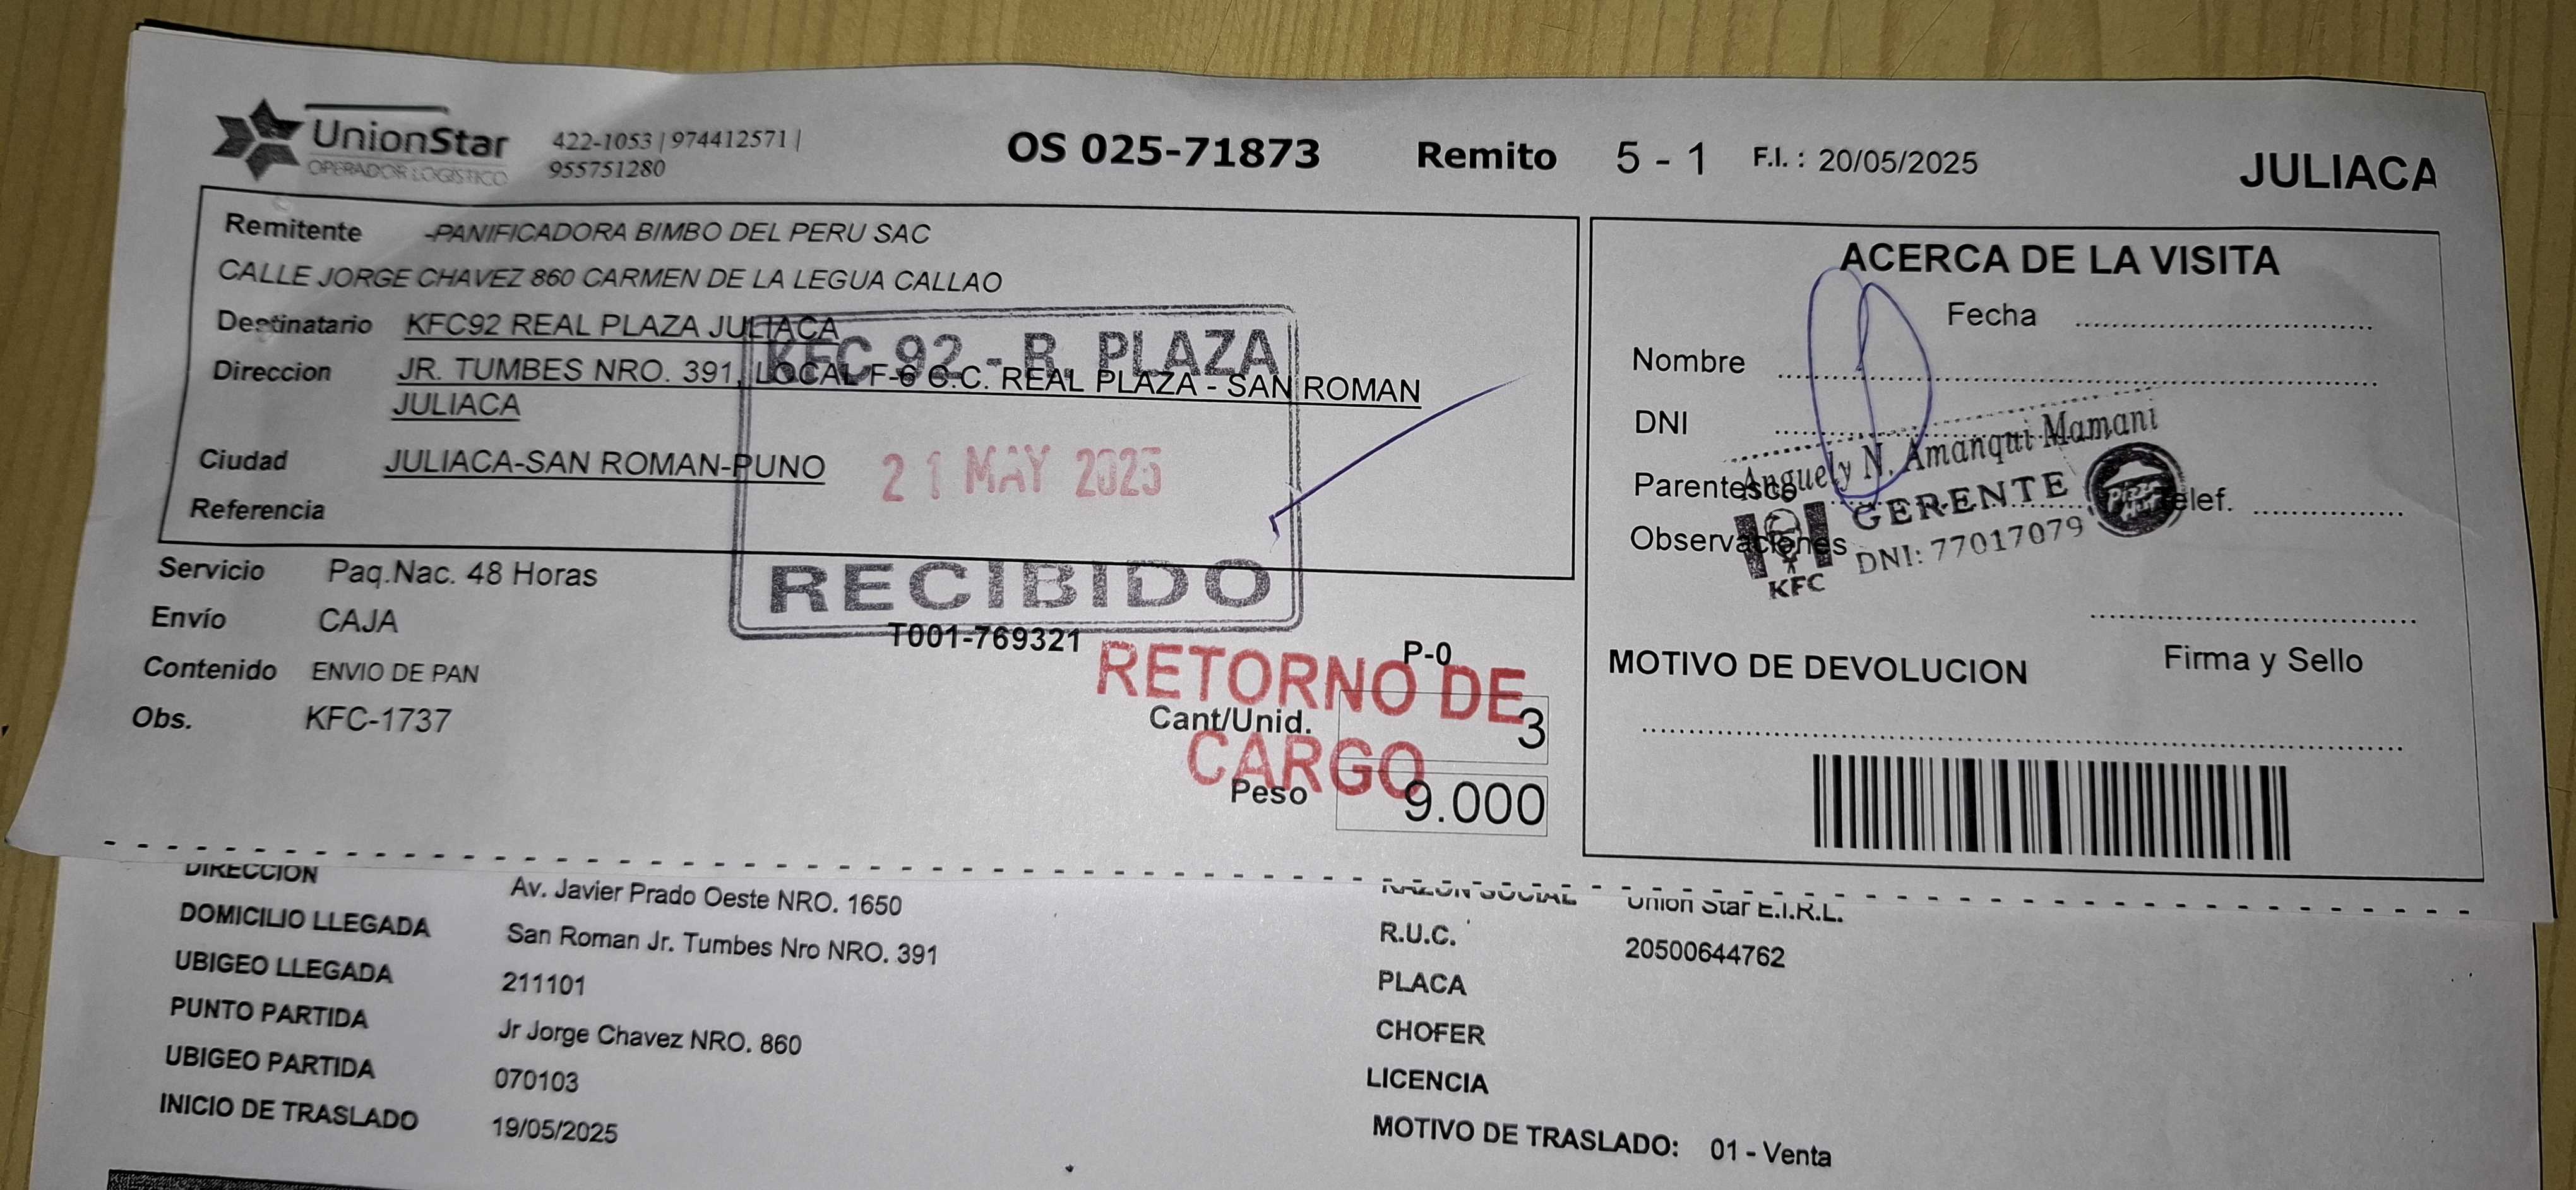 UnionStar
OPERADOR LOGISTICO
422-1053 | 974412571 |
955751280
OS 025-71873
Remito 5 - 1
F.I. : 20/05/2025
JULIACA
Remitente -PANIFICADORA BIMBO DEL PERU SAC
CALLE JORGE CHAVEZ 860 CARMEN DE LA LEGUA CALLAO
Destinatario KFC92 REAL PLAZA JULIACA
Direccion JR. TUMBES NRO. 391, LOCAL F-6 C.C. REAL PLAZA - SAN ROMAN
JULIACA
Ciudad JULIACA-SAN ROMAN-PUNO
Referencia
KFC 92 - R. PLAZA
21 MAY 2025
RECIBIDO
Servicio Paq.Nac. 48 Horas
Envío CAJA
Contenido ENVIO DE PAN
Obs. KFC-1737
T001-769321
P-0
RETORNO DE
CARGO
Cant/Unid. 3
Peso 9.000
ACERCA DE LA VISITA
Fecha
Nombre
DNI
Parentesco
Telef.
Observaciones
Anguely N. Amanqui Mamani
GERENTE
DNI: 77017079
KFC
Pizza Hut
Firma y Sello
MOTIVO DE DEVOLUCION
DIRECCION Av. Javier Prado Oeste NRO. 1650
DOMICILIO LLEGADA San Roman Jr. Tumbes Nro NRO. 391
UBIGEO LLEGADA 211101
PUNTO PARTIDA Jr Jorge Chavez NRO. 860
UBIGEO PARTIDA 070103
INICIO DE TRASLADO 19/05/2025
RAZON SOCIAL Union Star E.I.R.L.
R.U.C. 20500644762
PLACA
CHOFER
LICENCIA
MOTIVO DE TRASLADO: 01 - Venta